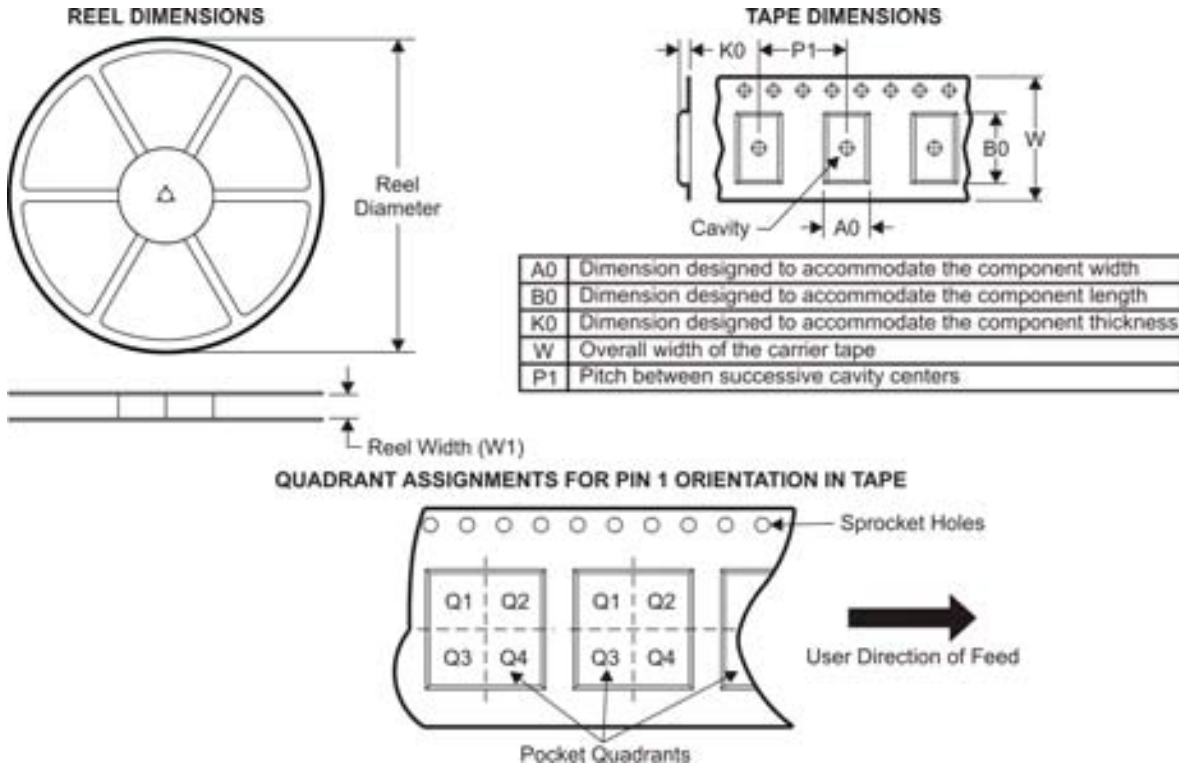 REEL DIMENSIONS
Reel
Diameter
Reel Width (W1)
TAPE DIMENSIONS
K0
P1
B0
W
Cavity
A0
A0 Dimension designed to accommodate the component width
B0 Dimension designed to accommodate the component length
K0 Dimension designed to accommodate the component thickness
W Overall width of the carrier tape
P1 Pitch between successive cavity centers
QUADRANT ASSIGNMENTS FOR PIN 1 ORIENTATION IN TAPE
Sprocket Holes
Q1 Q2 Q1 Q2
Q3 Q4 Q3 Q4
User Direction of Feed
Pocket Quadrants